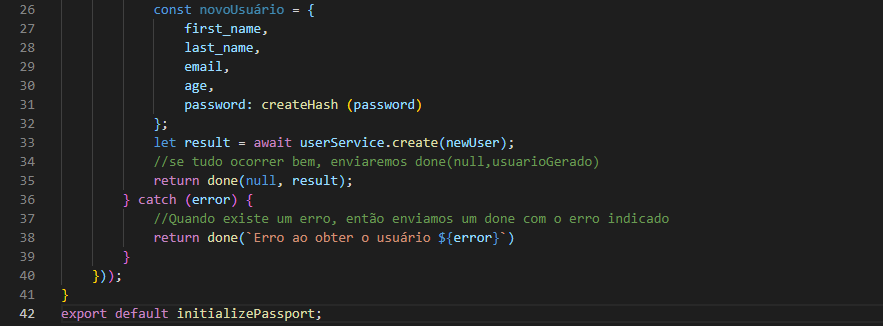 26 const novoUsuário = {
27 first_name,
28 last_name,
29 email,
30 age,
31 password: createHash (password)
32 };
33 let result = await userService.create(newUser);
34 //se tudo ocorrer bem, enviaremos done(null,usuarioGerado)
35 return done(null, result);
36 } catch (error) {
37 //Quando existe um erro, então enviamos um done com o erro indicado
38 return done(`Erro ao obter o usuário ${error}`)
39 }
40 }));
41 }
42 export default initializePassport;